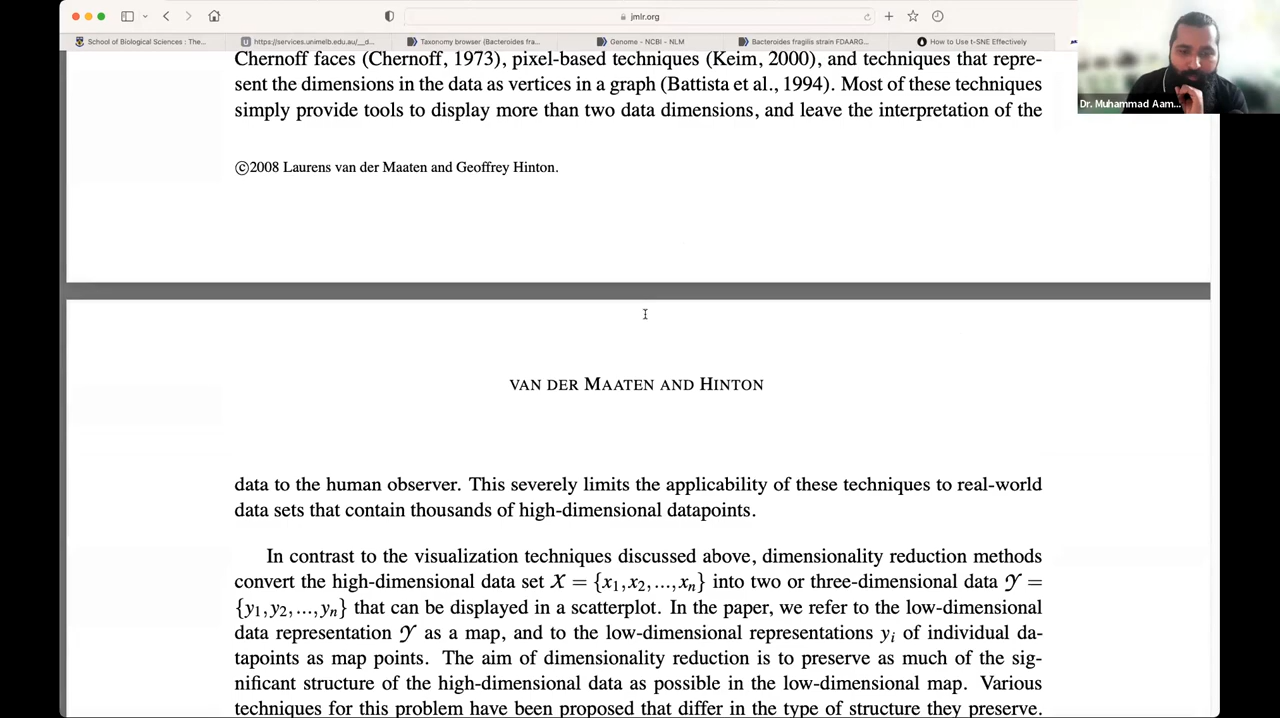 jmlr.org
School of Biological Sciences : The...
https://services.unimelb.edu.au/__d...
Taxonomy browser (Bacteroides fra...
Genome - NCBI - NLM
Bacteroides fragilis strain FDAARG...
How to Use t-SNE Effectively
Chernoff faces (Chernoff, 1973), pixel-based techniques (Keim, 2000), and techniques that repre-
sent the dimensions in the data as vertices in a graph (Battista et al., 1994). Most of these techniques
simply provide tools to display more than two data dimensions, and leave the interpretation of the
Dr. Muhammad Aam...
©2008 Laurens van der Maaten and Geoffrey Hinton.
VAN DER MAATEN AND HINTON
data to the human observer. This severely limits the applicability of these techniques to real-world
data sets that contain thousands of high-dimensional datapoints.
In contrast to the visualization techniques discussed above, dimensionality reduction methods
convert the high-dimensional data set X = {x1,x2,...,xn} into two or three-dimensional data Y =
{y1,y2,...,yn} that can be displayed in a scatterplot. In the paper, we refer to the low-dimensional
data representation Y as a map, and to the low-dimensional representations yi of individual da-
tapoints as map points. The aim of dimensionality reduction is to preserve as much of the sig-
nificant structure of the high-dimensional data as possible in the low-dimensional map. Various
techniques for this problem have been proposed that differ in the type of structure they preserve.